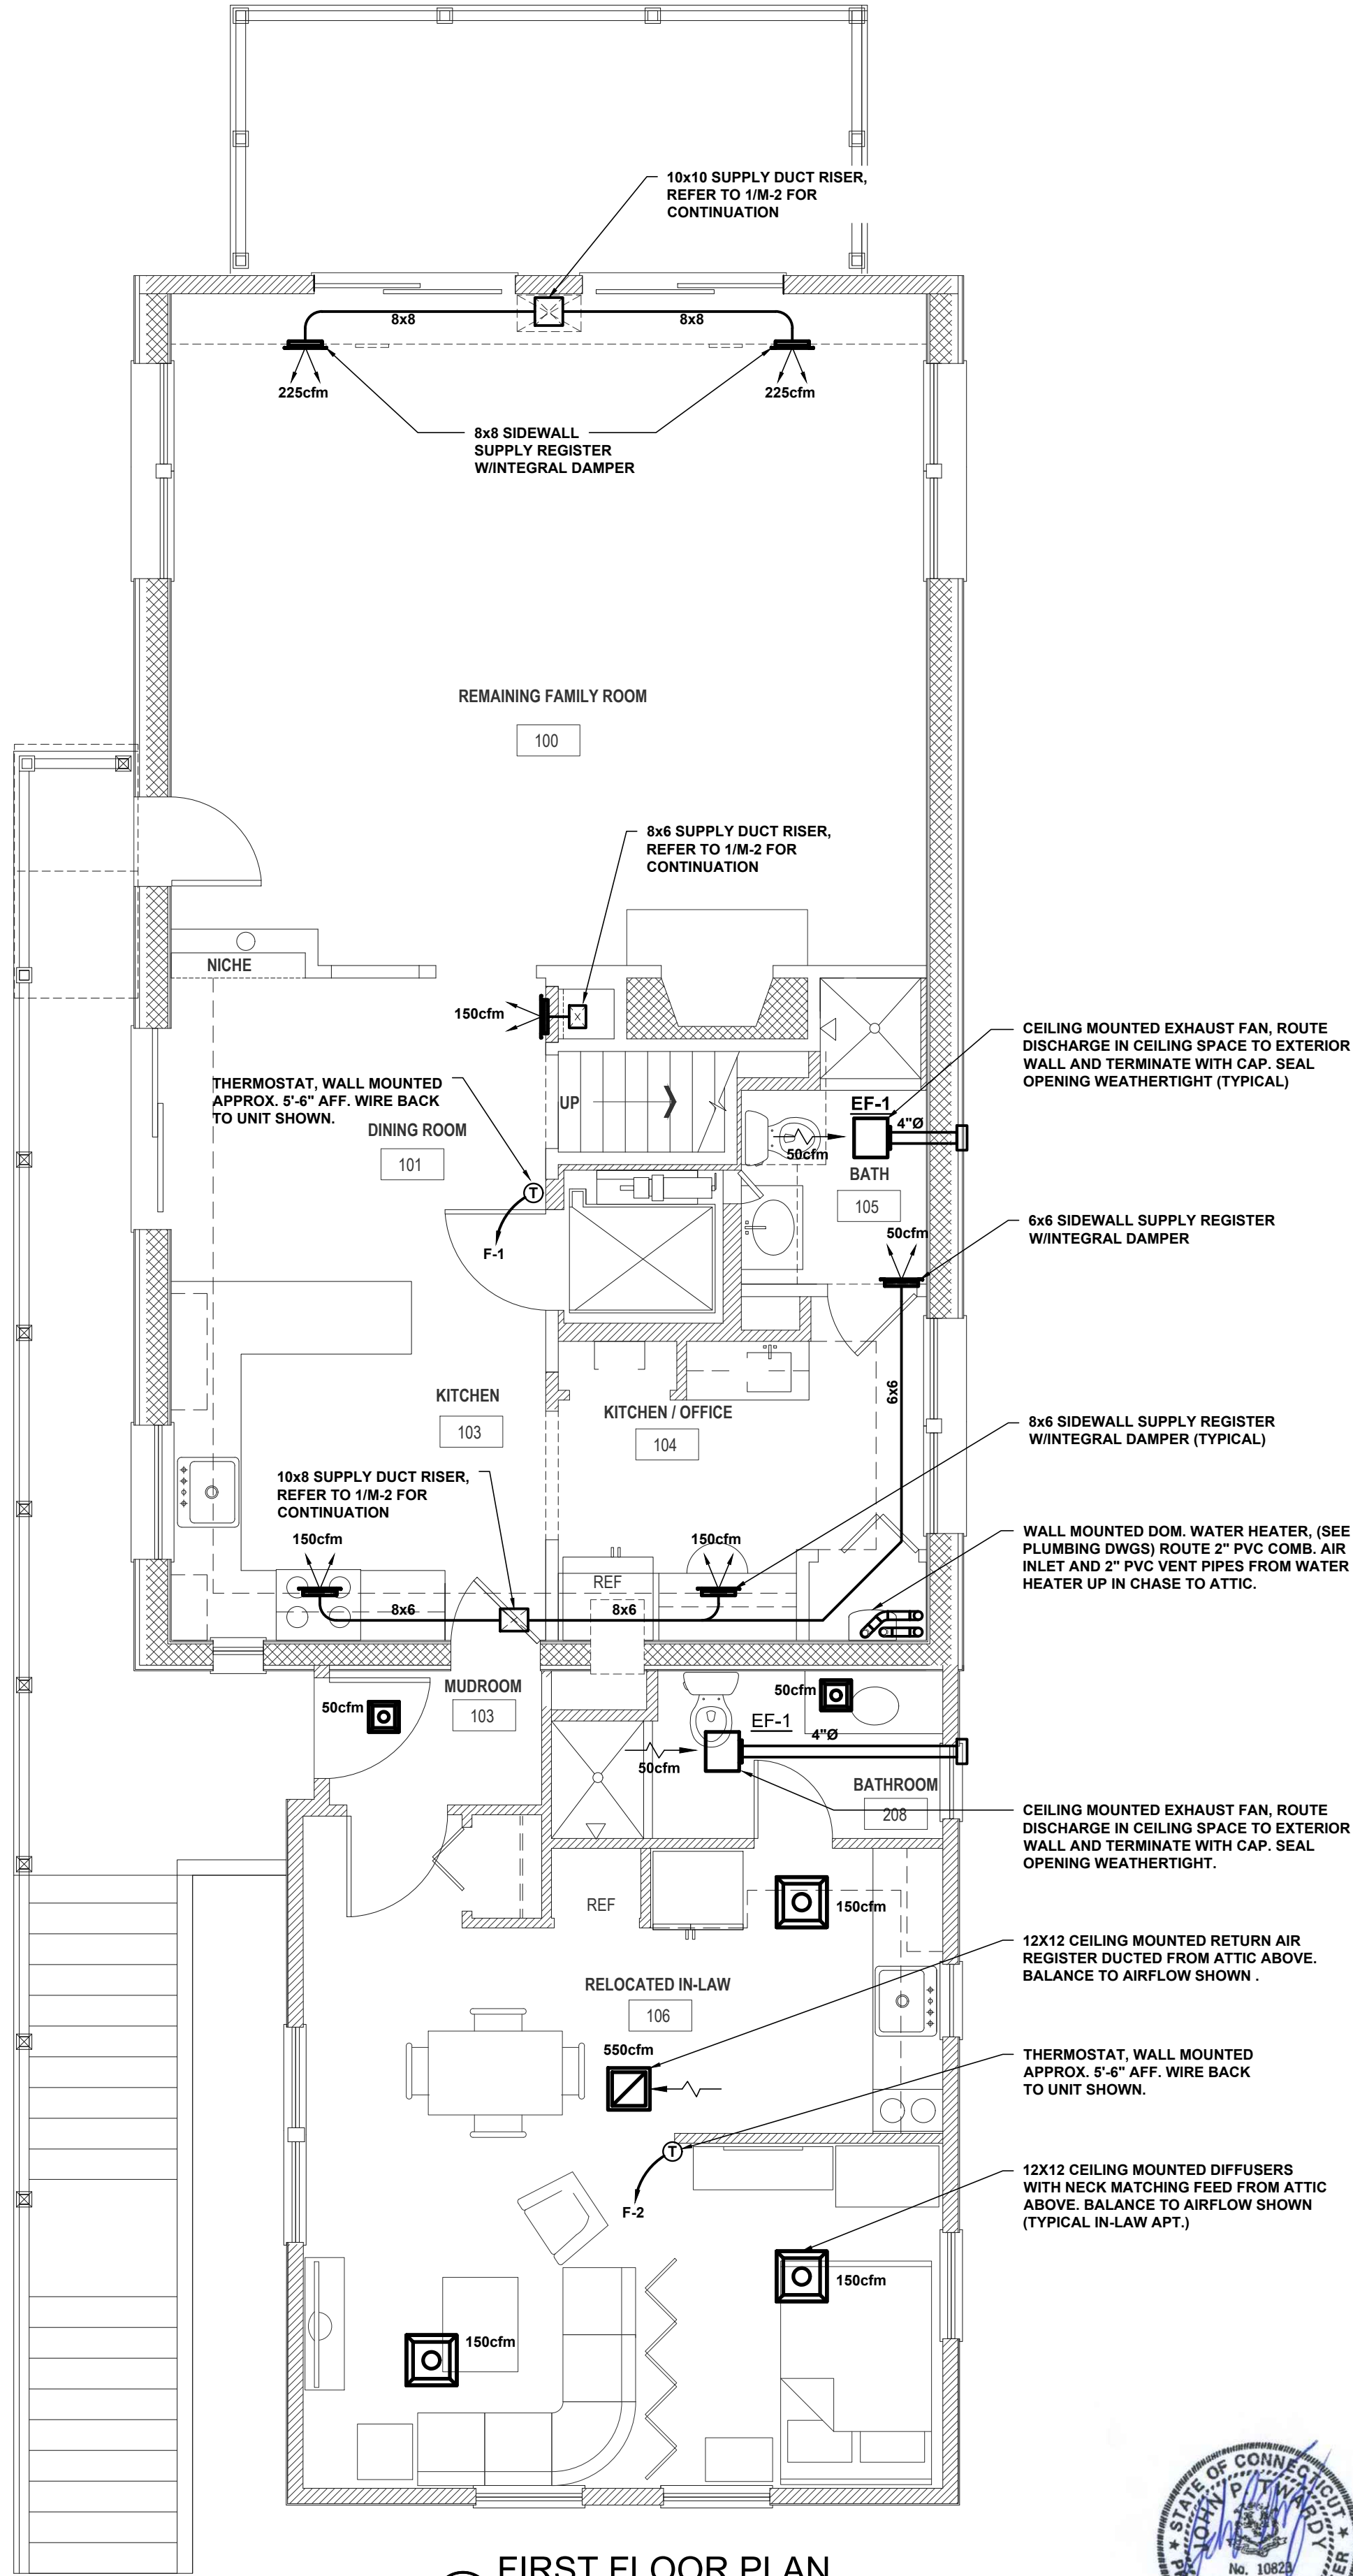 10x10 SUPPLY DUCT RISER,
REFER TO 1/M-2 FOR
CONTINUATION
8x8
8x8
225cfm
225cfm
8x8 SIDEWALL
SUPPLY REGISTER
W/INTEGRAL DAMPER
REMAINING FAMILY ROOM
100
8x6 SUPPLY DUCT RISER,
REFER TO 1/M-2 FOR
CONTINUATION
NICHE
150cfm
CEILING MOUNTED EXHAUST FAN, ROUTE
DISCHARGE IN CEILING SPACE TO EXTERIOR
WALL AND TERMINATE WITH CAP. SEAL
OPENING WEATHERTIGHT (TYPICAL)
THERMOSTAT, WALL MOUNTED
APPROX. 5'-6" AFF. WIRE BACK
TO UNIT SHOWN.
UP
EF-1
4"Ø
50cfm
DINING ROOM
101
BATH
105
T
F-1
50cfm
6x6 SIDEWALL SUPPLY REGISTER
W/INTEGRAL DAMPER
6x6
KITCHEN
103
KITCHEN / OFFICE
104
8x6 SIDEWALL SUPPLY REGISTER
W/INTEGRAL DAMPER (TYPICAL)
10x8 SUPPLY DUCT RISER,
REFER TO 1/M-2 FOR
CONTINUATION
150cfm
150cfm
REF
8x6
8x6
WALL MOUNTED DOM. WATER HEATER, (SEE
PLUMBING DWGS) ROUTE 2" PVC COMB. AIR
INLET AND 2" PVC VENT PIPES FROM WATER
HEATER UP IN CHASE TO ATTIC.
MUDROOM
103
50cfm
50cfm
EF-1
4"Ø
50cfm
BATHROOM
208
CEILING MOUNTED EXHAUST FAN, ROUTE
DISCHARGE IN CEILING SPACE TO EXTERIOR
WALL AND TERMINATE WITH CAP. SEAL
OPENING WEATHERTIGHT.
REF
150cfm
12X12 CEILING MOUNTED RETURN AIR
REGISTER DUCTED FROM ATTIC ABOVE.
BALANCE TO AIRFLOW SHOWN .
RELOCATED IN-LAW
106
550cfm
THERMOSTAT, WALL MOUNTED
APPROX. 5'-6" AFF. WIRE BACK
TO UNIT SHOWN.
T
F-2
12X12 CEILING MOUNTED DIFFUSERS
WITH NECK MATCHING FEED FROM ATTIC
ABOVE. BALANCE TO AIRFLOW SHOWN
(TYPICAL IN-LAW APT.)
150cfm
150cfm
STATE OF CONNECTICUT
JOHN P. TWARDY
FIRST FLOOR PLAN